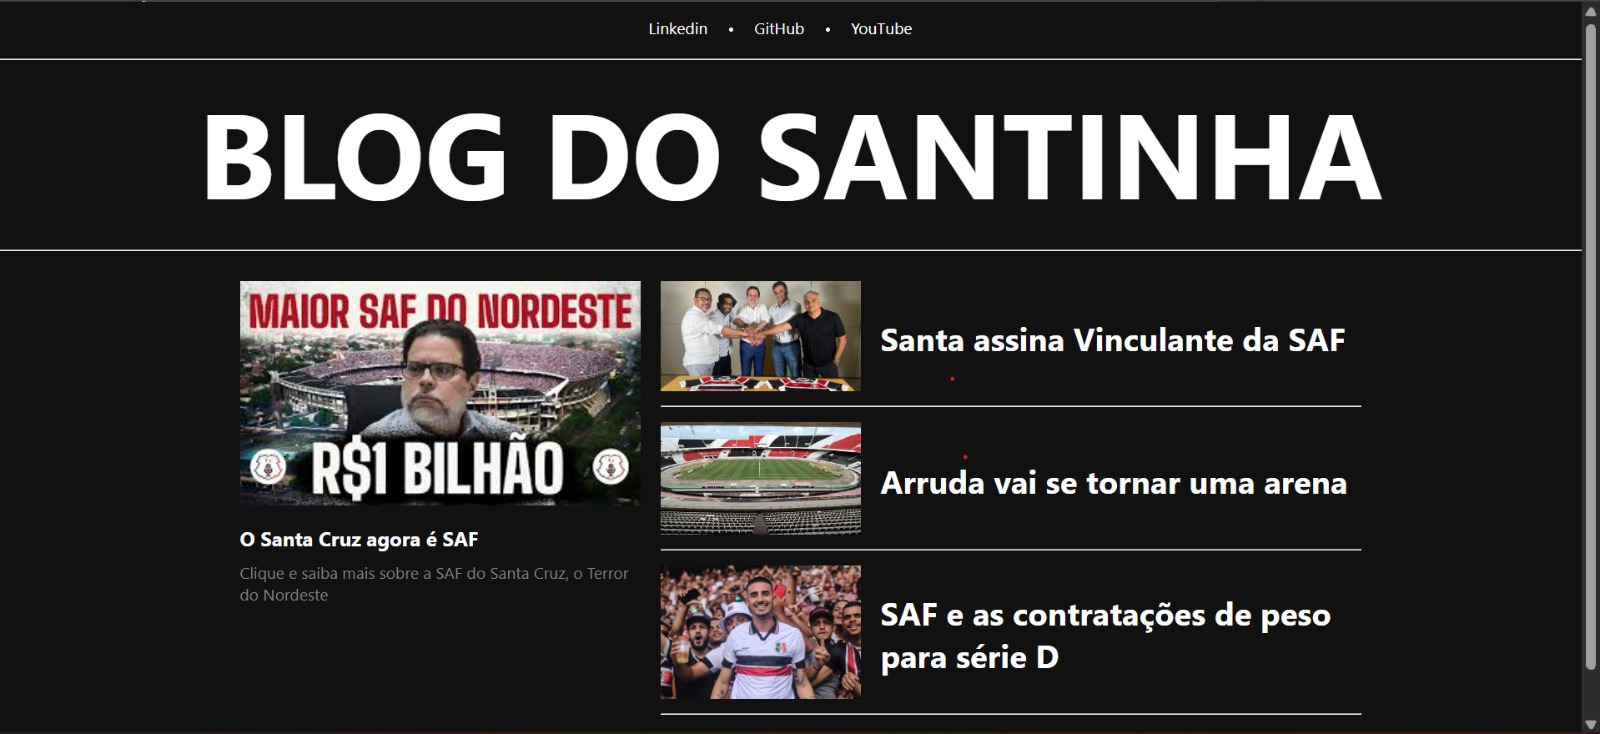 Linkedin • GitHub • YouTube
BLOG DO SANTINHA
MAIOR SAF DO NORDESTE
R$1 BILHÃO
O Santa Cruz agora é SAF
Clique e saiba mais sobre a SAF do Santa Cruz, o Terror
do Nordeste
Santa assina Vinculante da SAF
Arruda vai se tornar uma arena
SAF e as contratações de peso
para série D